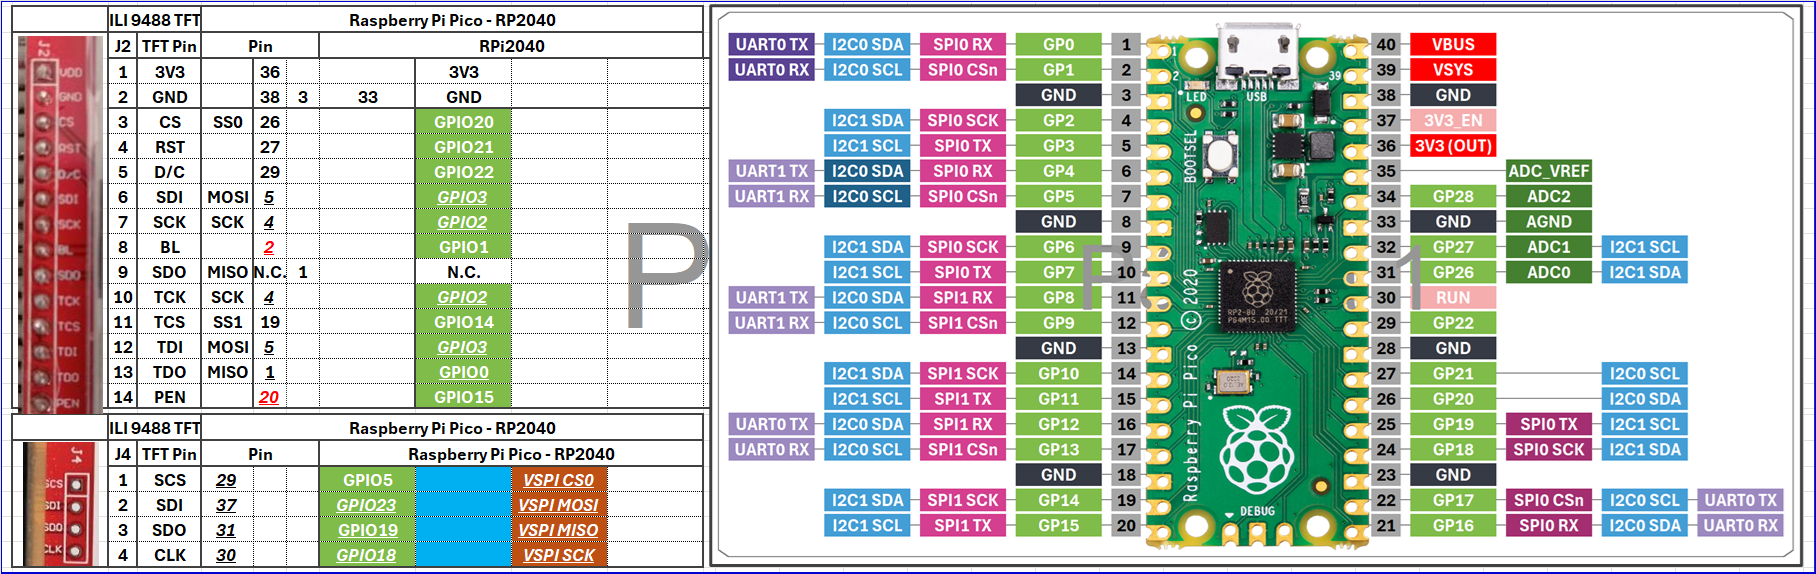 ILI 9488 TFT Raspberry Pi Pico - RP2040
J2 TFT Pin Pin RPi2040
1 3V3 36 3V3
2 GND 38 3 33 GND
3 CS SS0 26 GPIO20
4 RST 27 GPIO21
5 D/C 29 GPIO22
6 SDI MOSI 5 GPIO3
7 SCK SCK 4 GPIO2
8 BL 2 GPIO1
9 SDO MISO N.C. 1 N.C.
10 TCK SCK 4 GPIO2
11 TCS SS1 19 GPIO14
12 TDI MOSI 5 GPIO3
13 TDO MISO 1 GPIO0
14 PEN 20 GPIO15
J2
VDD
GND
CS
RST
D/C
SDI
SCK
BL
SDO
TCK
TCS
TDI
TDO
PEN
ILI 9488 TFT Raspberry Pi Pico - RP2040
J4 TFT Pin Pin Raspberry Pi Pico - RP2040
1 SCS 29 GPIO5 VSPI CS0
2 SDI 37 GPIO23 VSPI MOSI
3 SDO 31 GPIO19 VSPI MISO
4 CLK 30 GPIO18 VSPI SCK
J4
SCS
SDI
SDO
CLK
UART0 TX I2C0 SDA SPI0 RX GP0 1
UART0 RX I2C0 SCL SPI0 CSn GP1 2
GND 3
I2C1 SDA SPI0 SCK GP2 4
I2C1 SCL SPI0 TX GP3 5
UART1 TX I2C0 SDA SPI0 RX GP4 6
UART1 RX I2C0 SCL SPI0 CSn GP5 7
GND 8
I2C1 SDA SPI0 SCK GP6 9
I2C1 SCL SPI0 TX GP7 10
UART1 TX I2C0 SDA SPI1 RX GP8 11
UART1 RX I2C0 SCL SPI1 CSn GP9 12
GND 13
I2C1 SDA SPI1 SCK GP10 14
I2C1 SCL SPI1 TX GP11 15
UART0 TX I2C0 SDA SPI1 RX GP12 16
UART0 RX I2C0 SCL SPI1 CSn GP13 17
GND 18
I2C1 SDA SPI1 SCK GP14 19
I2C1 SCL SPI1 TX GP15 20
1
2
39
LED USB
BOOTSEL
Raspberry Pi Pico © 2020
RP2-B0 20/21
DEBUG
40 VBUS
39 VSYS
38 GND
37 3V3_EN
36 3V3 (OUT)
35 ADC_VREF
34 GP28 ADC2
33 GND AGND
32 GP27 ADC1 I2C1 SCL
31 GP26 ADC0 I2C1 SDA
30 RUN
29 GP22
28 GND
27 GP21 I2C0 SCL
26 GP20 I2C0 SDA
25 GP19 SPI0 TX I2C1 SCL
24 GP18 SPI0 SCK I2C1 SDA
23 GND
22 GP17 SPI0 CSn I2C0 SCL UART0 TX
21 GP16 SPI0 RX I2C0 SDA UART0 RX